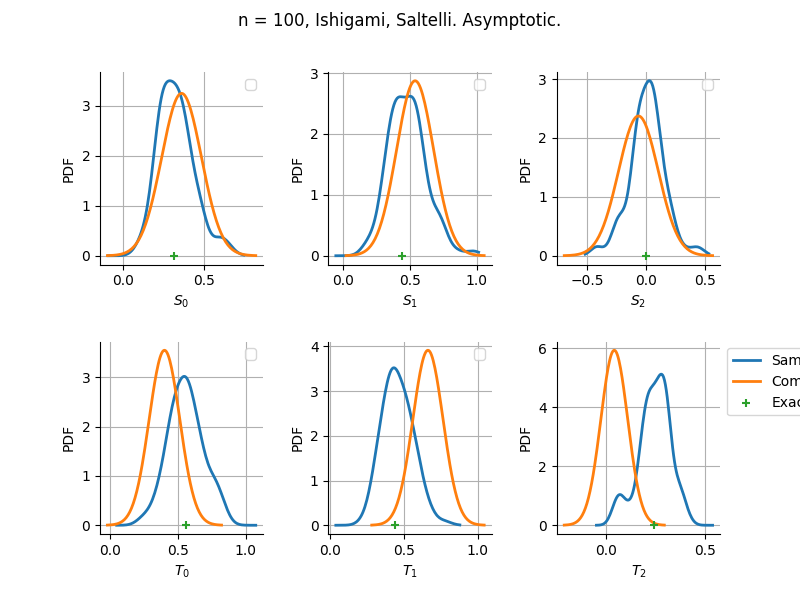 n = 100, Ishigami, Saltelli. Asymptotic.
PDF
3
2
1
0
0.0 0.5
S₀
PDF
3
2
1
0
0.0 0.5 1.0
S₁
PDF
3
2
1
0
−0.5 0.0 0.5
S₂
PDF
3
2
1
0
0.0 0.5 1.0
T₀
PDF
4
3
2
1
0
0.0 0.5 1.0
T₁
PDF
6
4
2
0
0.0 0.5
T₂
Sam
Com
Exac